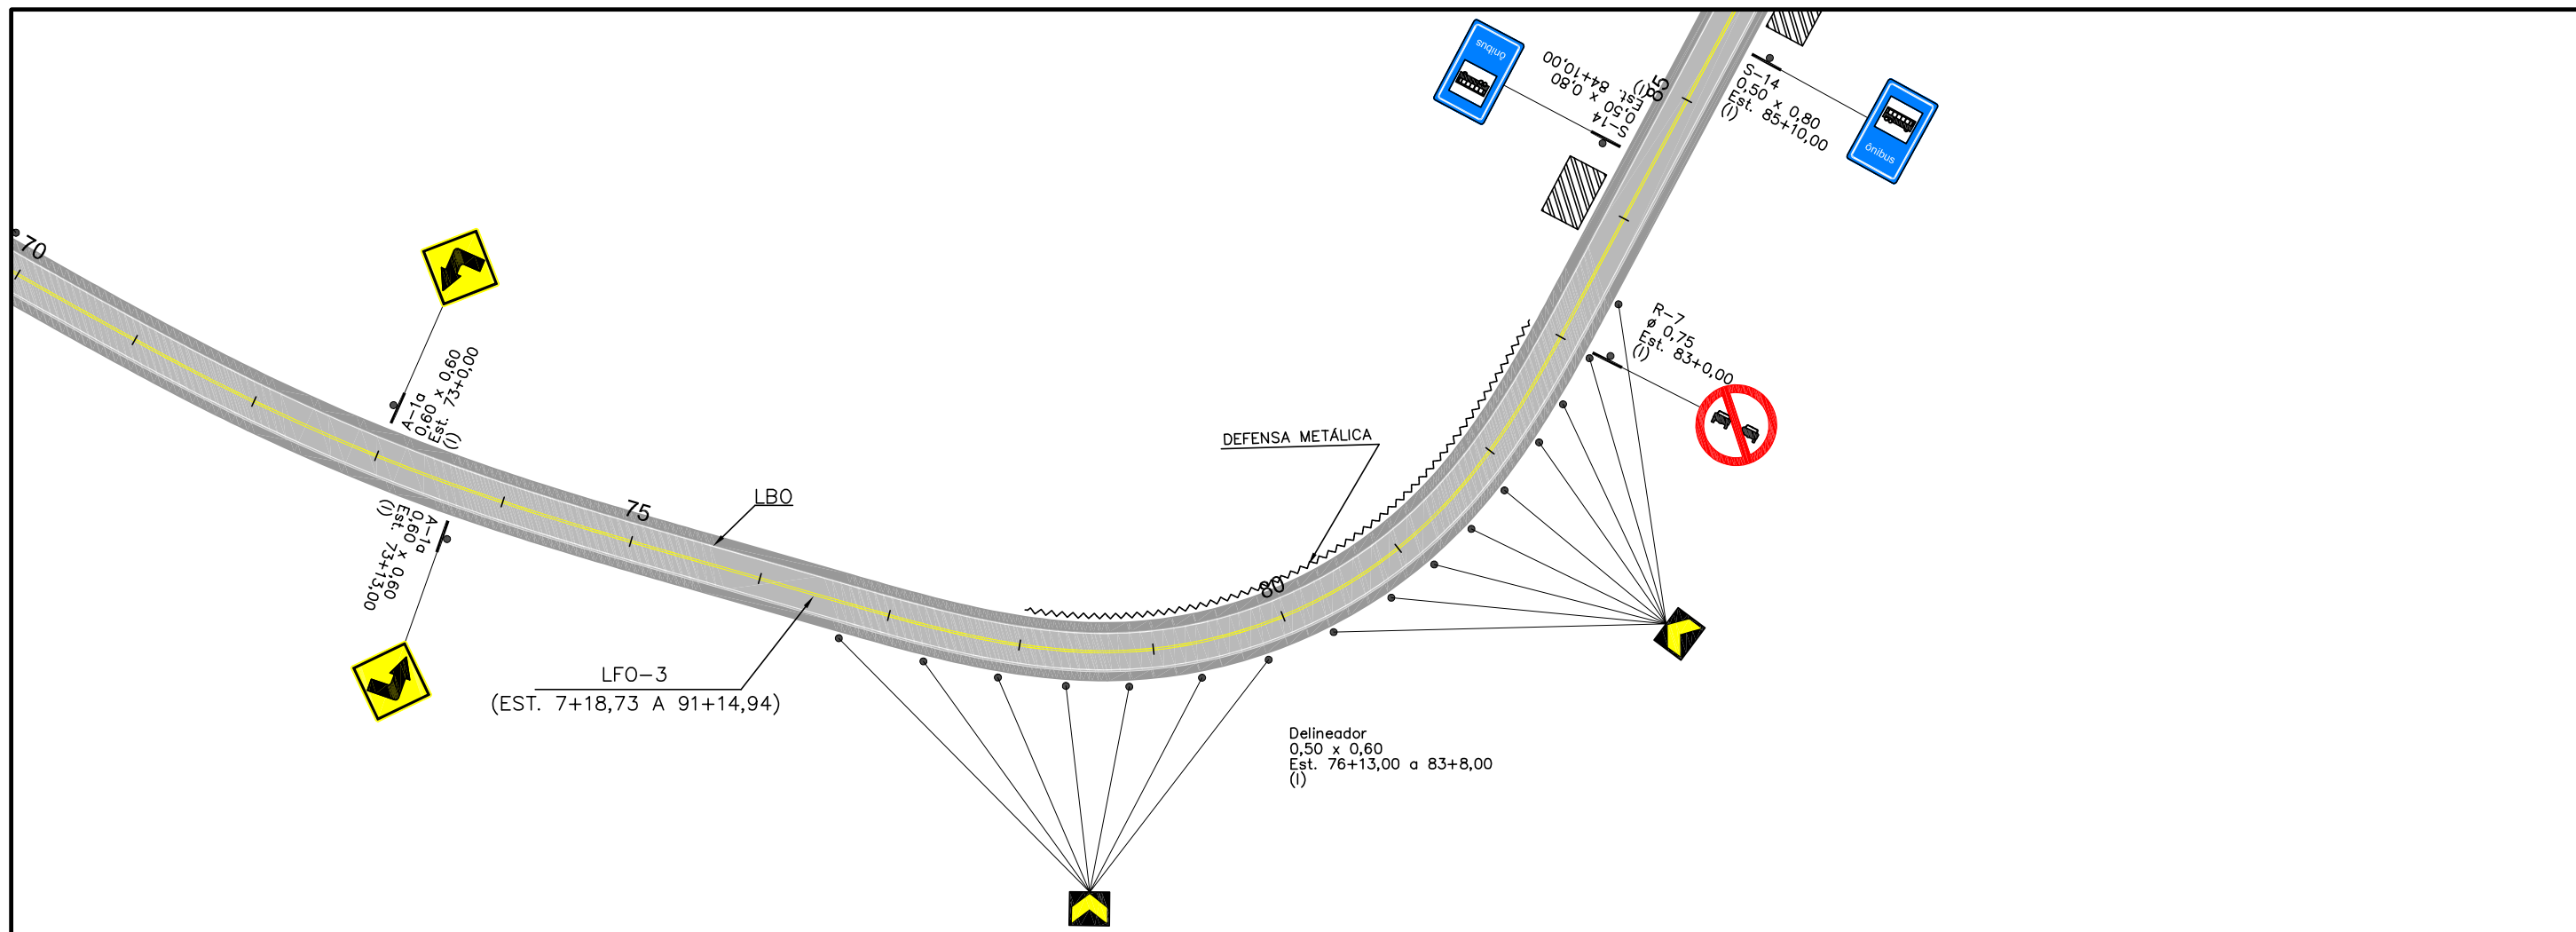 70
A-1a
0,60 x 0,60
Est. 73+0,00
(I)
A-1a
0,60 x 0,60
Est. 73+13,00
(I)
75
LBO
LFO-3
(EST. 7+18,73 A 91+14,94)
DEFENSA METÁLICA
80
Delineador
0,50 x 0,60
Est. 76+13,00 a 83+8,00
(I)
R-7
ø 0,75
Est. 83+0,00
(I)
ônibus
S-14
0,50 x 0,80
Est. 84+10,00
(I)
85
S-14
0,50 x 0,80
Est. 85+10,00
(I)
ônibus